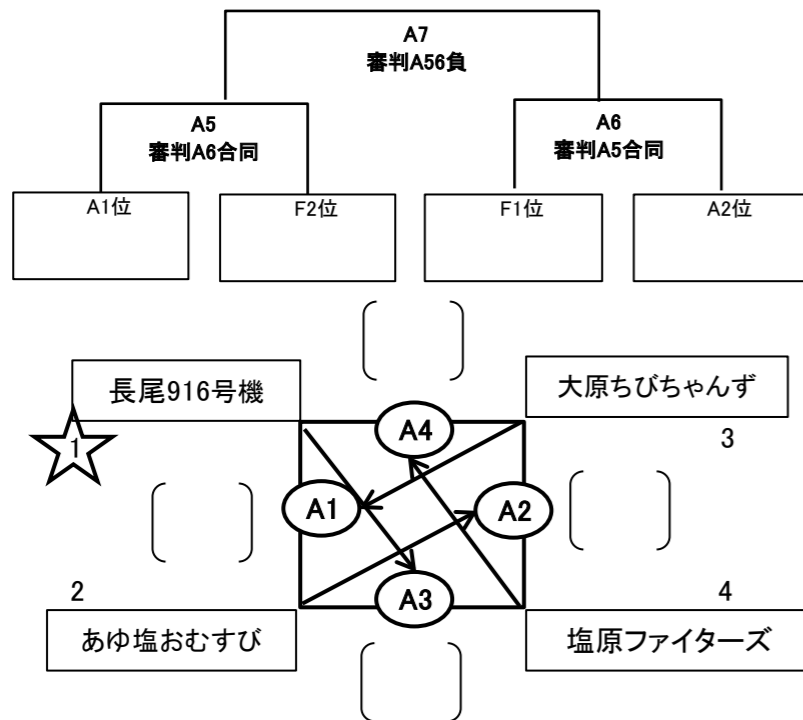 A7
審判A56負
A5
審判A6合同
A6
審判A5合同
A1位
F2位
F1位
A2位
長尾916号機
大原ちびちゃんず
1
A4
3
A1
A2
2
A3
4
あゆ塩おむすび
塩原ファイターズ